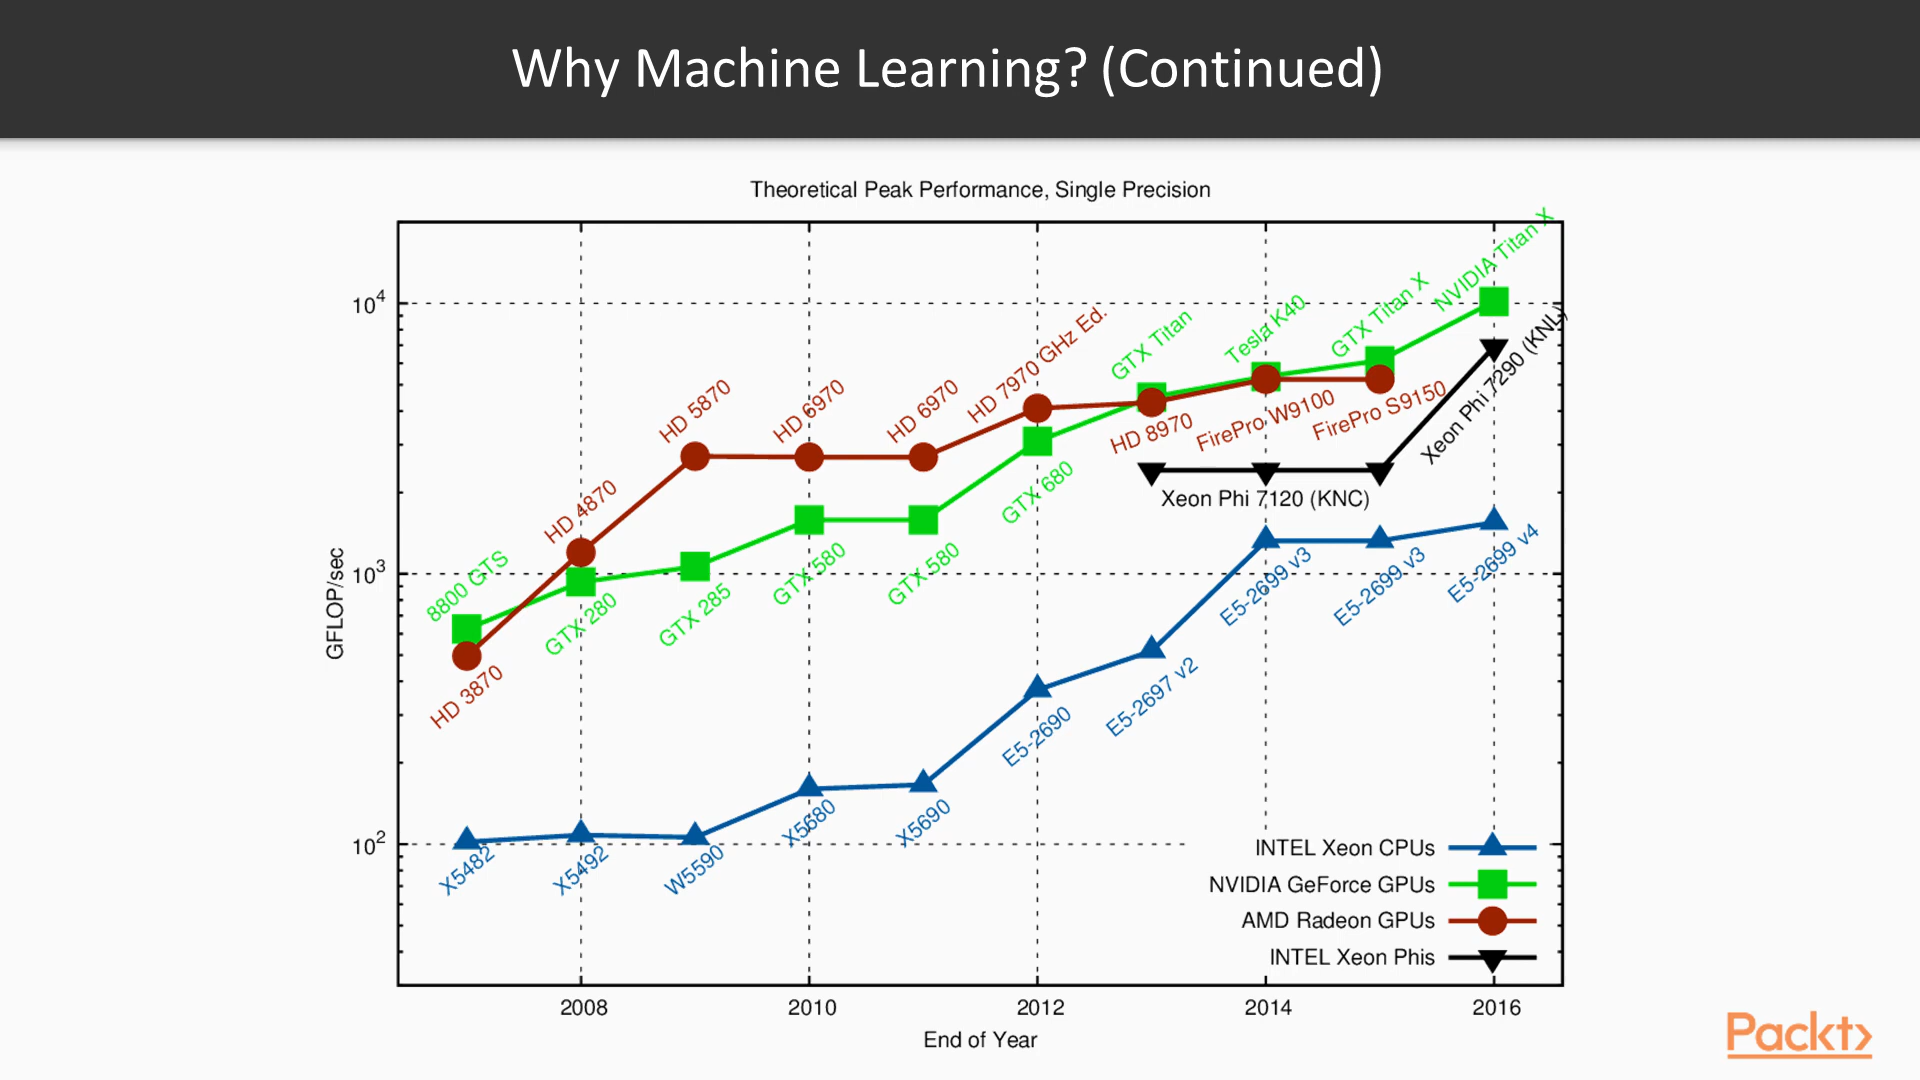 Why Machine Learning? (Continued)
Theoretical Peak Performance, Single Precision
GFLOP/sec
10^4
10^3
10^2
8800 GTS
GTX 280
GTX 285
GTX 580
GTX 580
GTX 680
GTX Titan
Tesla K40
GTX Titan X
NVIDIA Titan X
HD 3870
HD 4870
HD 5870
HD 6970
HD 6970
HD 7970 GHz Ed.
HD 8970
FirePro W9100
FirePro S9150
Xeon Phi 7120 (KNC)
Xeon Phi 7290 (KNL)
X5482
X5492
W5590
X5680
X5690
E5-2690
E5-2697 v2
E5-2699 v3
E5-2699 v3
E5-2699 v4
INTEL Xeon CPUs
NVIDIA GeForce GPUs
AMD Radeon GPUs
INTEL Xeon Phis
2008 2010 2012 2014 2016
End of Year
Packt>